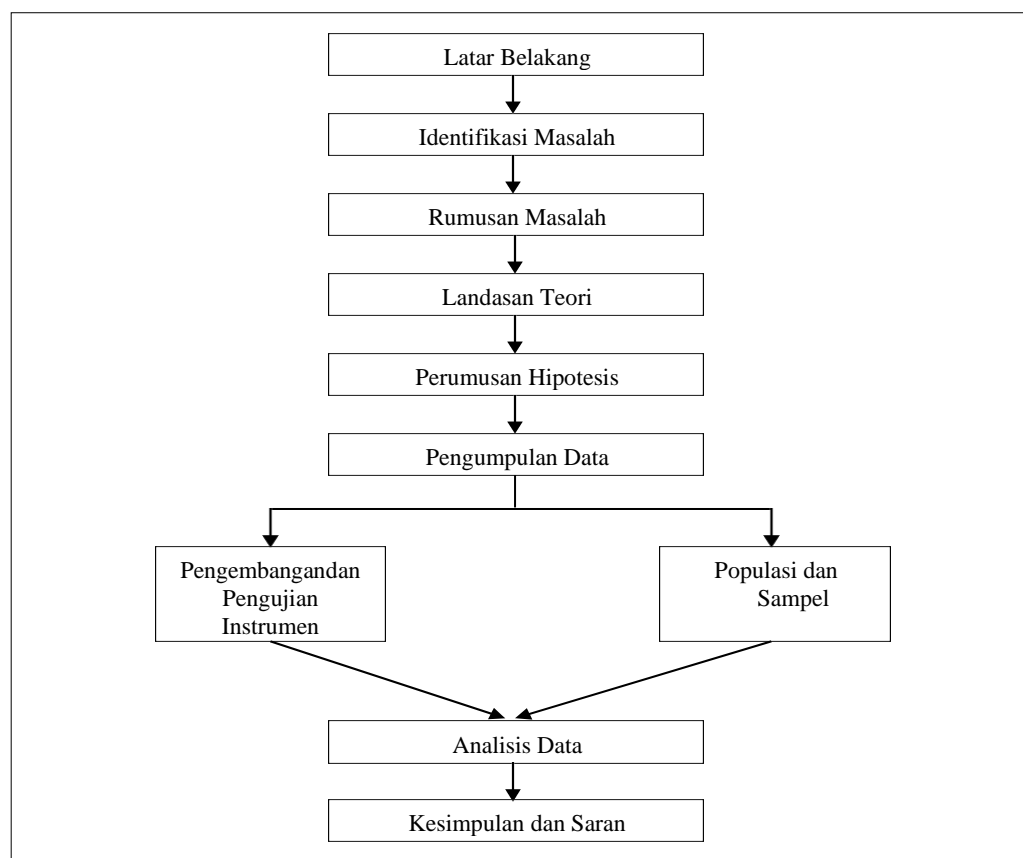 Latar Belakang
Identifikasi Masalah
Rumusan Masalah
Landasan Teori
Perumusan Hipotesis
Pengumpulan Data
Pengembangandan
Pengujian
Instrumen
Populasi dan
Sampel
Analisis Data
Kesimpulan dan Saran